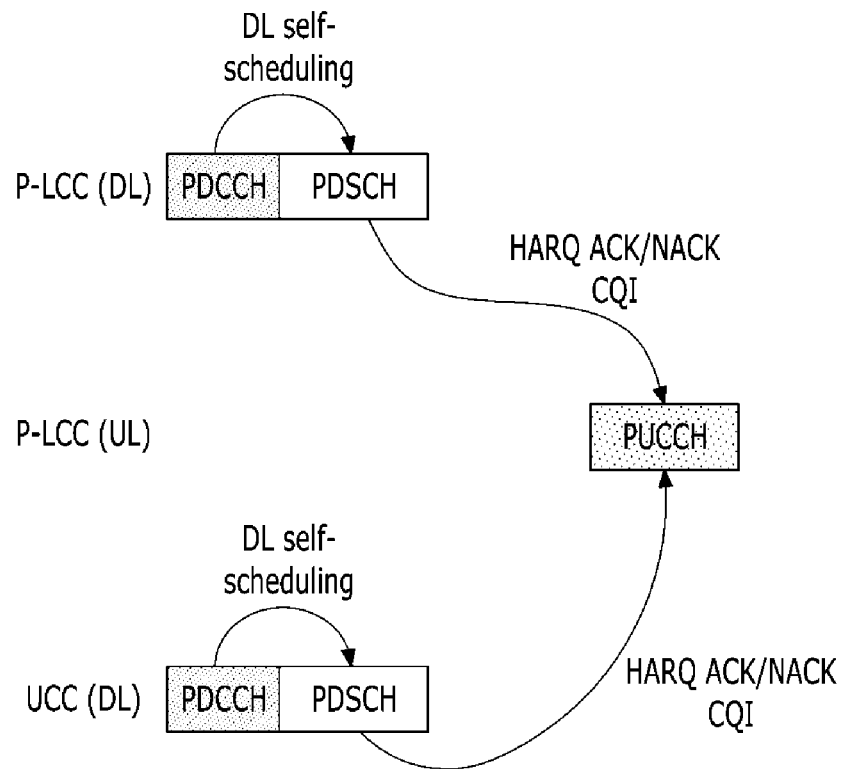 DL self-
scheduling
P-LCC (DL)
PDCCH
PDSCH
HARQ ACK/NACK
CQI
P-LCC (UL)
PUCCH
DL self-
scheduling
UCC (DL)
PDCCH
PDSCH
HARQ ACK/NACK
CQI